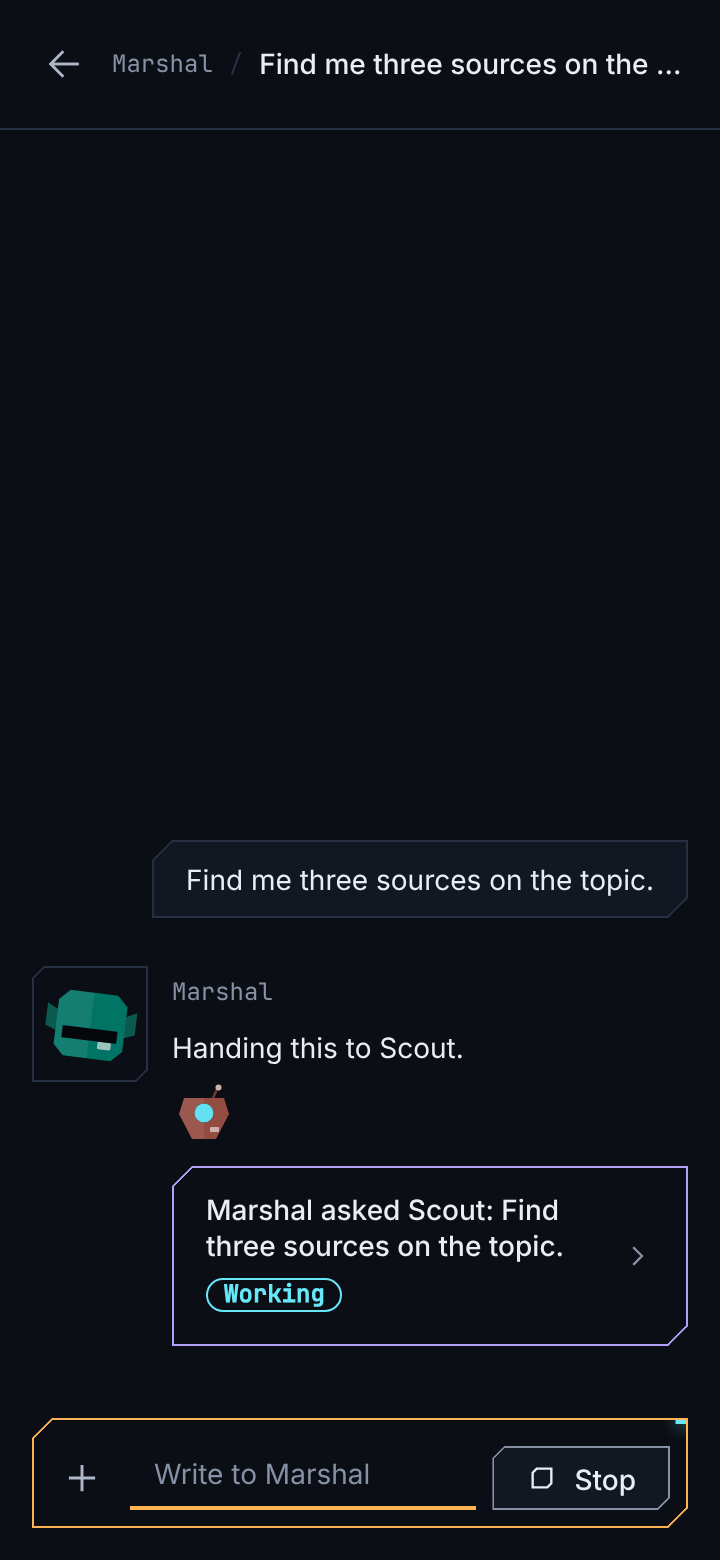 Marshal / Find me three sources on the ...
Find me three sources on the topic.
Marshal
Handing this to Scout.
Marshal asked Scout: Find
three sources on the topic.
Working
Write to Marshal
Stop